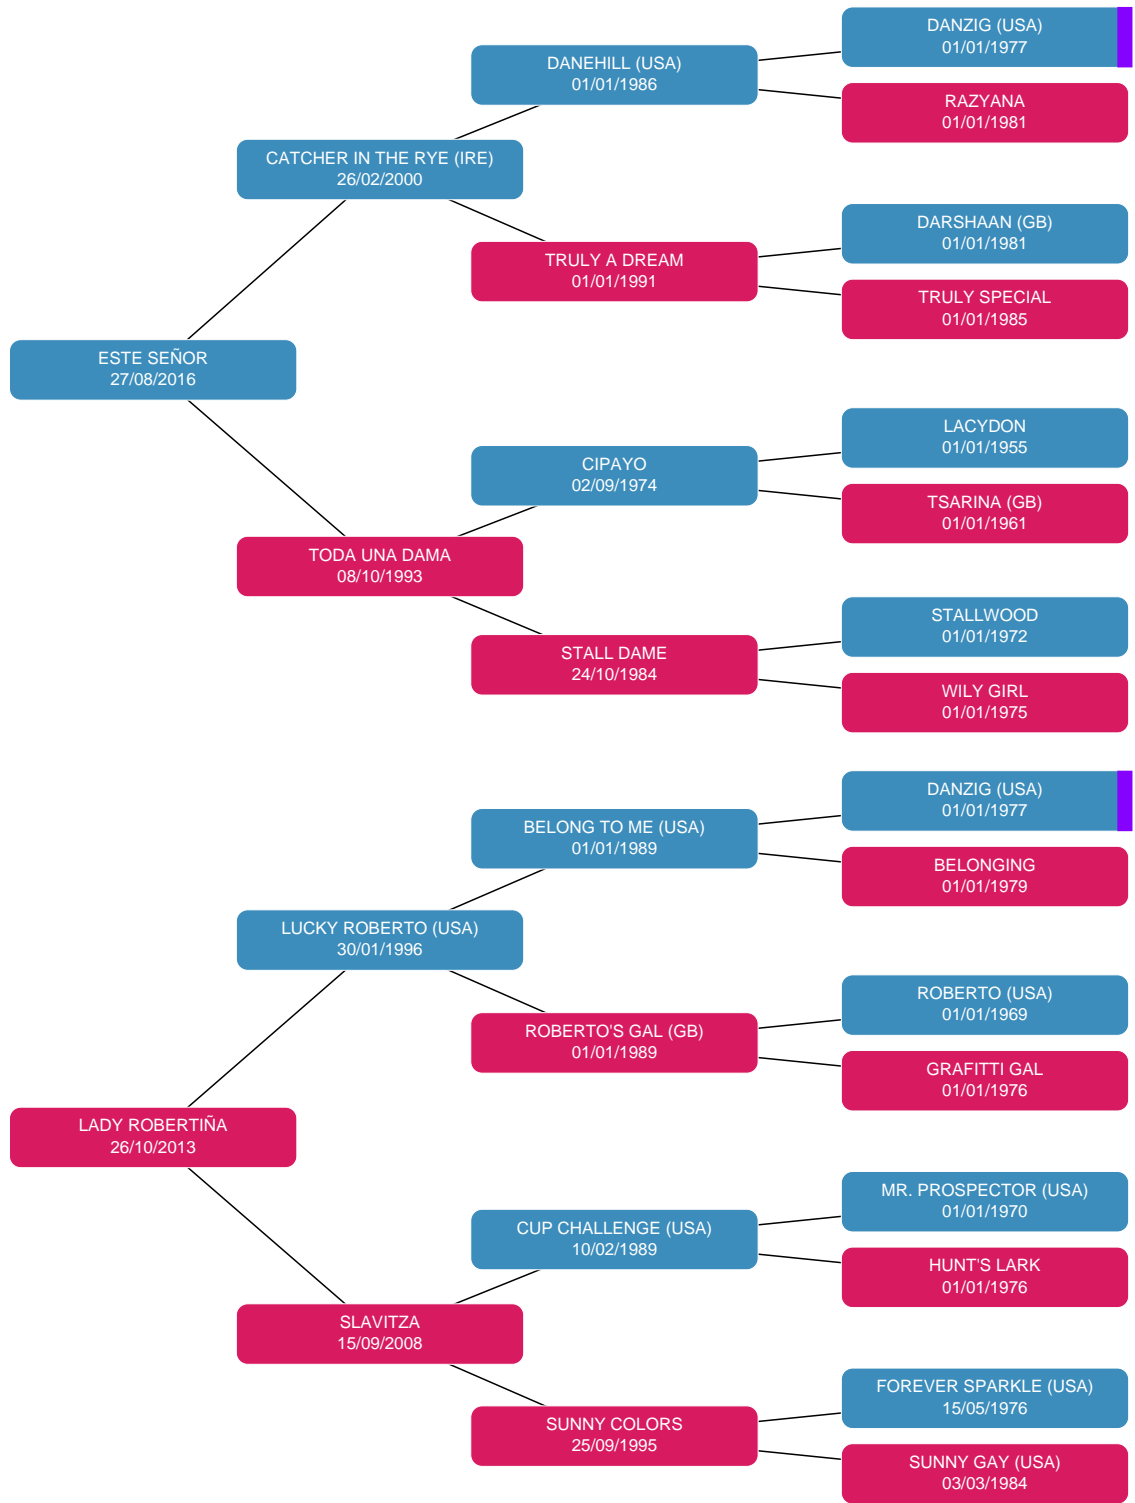 DANZIG (USA)
01/01/1977
DANEHILL (USA)
01/01/1986
RAZYANA
01/01/1981
CATCHER IN THE RYE (IRE)
26/02/2000
DARSHAAN (GB)
01/01/1981
TRULY A DREAM
01/01/1991
TRULY SPECIAL
01/01/1985
ESTE SEÑOR
27/08/2016
LACYDON
01/01/1955
CIPAYO
02/09/1974
TSARINA (GB)
01/01/1961
TODA UNA DAMA
08/10/1993
STALLWOOD
01/01/1972
STALL DAME
24/10/1984
WILY GIRL
01/01/1975
DANZIG (USA)
01/01/1977
BELONG TO ME (USA)
01/01/1989
BELONGING
01/01/1979
LUCKY ROBERTO (USA)
30/01/1996
ROBERTO (USA)
01/01/1969
ROBERTO'S GAL (GB)
01/01/1989
GRAFITTI GAL
01/01/1976
LADY ROBERTIÑA
26/10/2013
MR. PROSPECTOR (USA)
01/01/1970
CUP CHALLENGE (USA)
10/02/1989
HUNT'S LARK
01/01/1976
SLAVITZA
15/09/2008
FOREVER SPARKLE (USA)
15/05/1976
SUNNY COLORS
25/09/1995
SUNNY GAY (USA)
03/03/1984